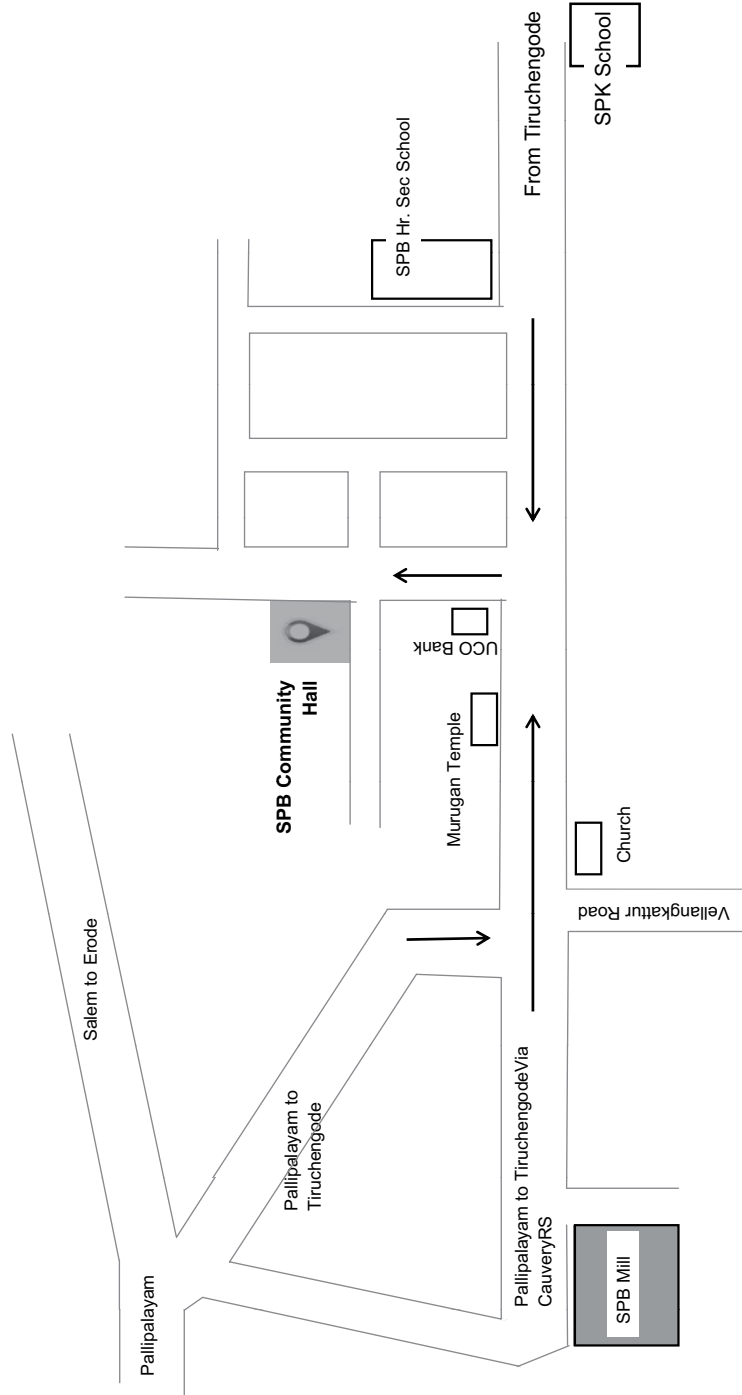 Salem to Erode
Pallipalayam
Pallipalayam to
Tiruchengode
SPB Community
Hall
SPB Hr. Sec School
UCO Bank
Murugan Temple
From Tiruchengode
SPK School
Pallipalayam to TiruchengodeVia
CauveryRS
Church
Vellangkattur Road
SPB Mill